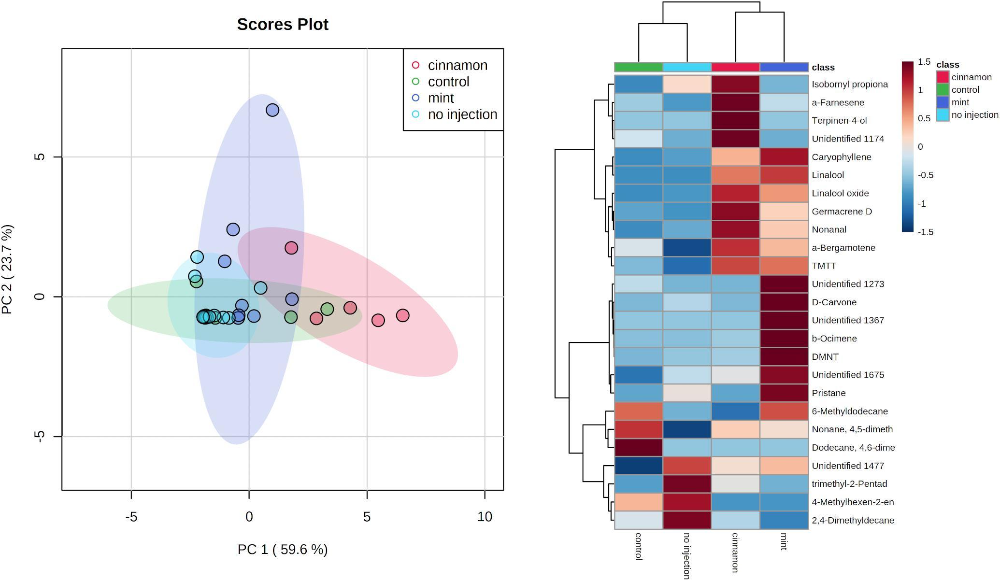 Scores Plot
cinnamon
control
mint
no injection
5
0
-5
PC 2 ( 23.7 %)
-5
0
5
10
PC 1 ( 59.6 %)
class
Isobornyl propiona
a-Farnesene
Terpinen-4-ol
Unidentified 1174
Caryophyllene
Linalool
Linalool oxide
Germacrene D
Nonanal
a-Bergamotene
TMTT
Unidentified 1273
D-Carvone
Unidentified 1367
b-Ocimene
DMNT
Unidentified 1675
Pristane
6-Methyldodecane
Nonane, 4,5-dimeth
Dodecane, 4,6-dime
Unidentified 1477
trimethyl-2-Pentad
4-Methylhexen-2-en
2,4-Dimethyldecane
control
no injection
cinnamon
mint
1.5
1
0.5
0
-0.5
-1
-1.5
class
cinnamon
control
mint
no injection